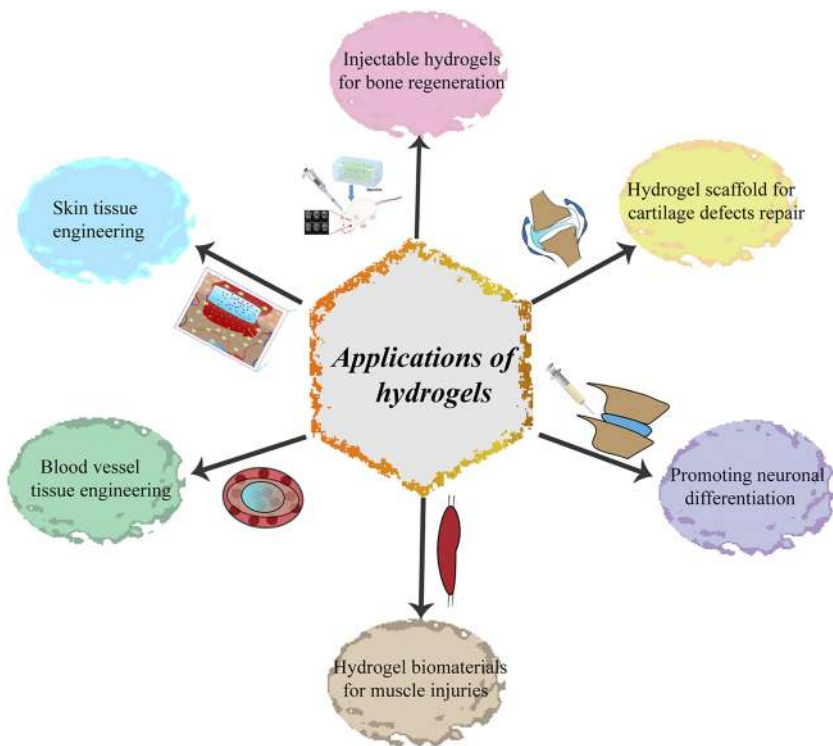 Injectable hydrogels
for bone regeneration
Skin tissue
engineering
Hydrogel scaffold for
cartilage defects repair
Applications of
hydrogels
Blood vessel
tissue engineering
Promoting neuronal
differentiation
Hydrogel biomaterials
for muscle injuries